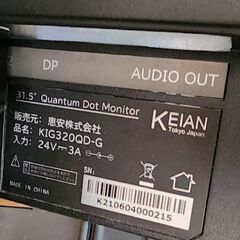 DP AUDIO OUT
31.5" Quantum Dot Monitor
販売元：恵安株式会社
品名：KIG320QD-G
入力：24V⎓3A
KEIAN
Tokyo Japan
MADE IN CHINA
SN:
K210604000215